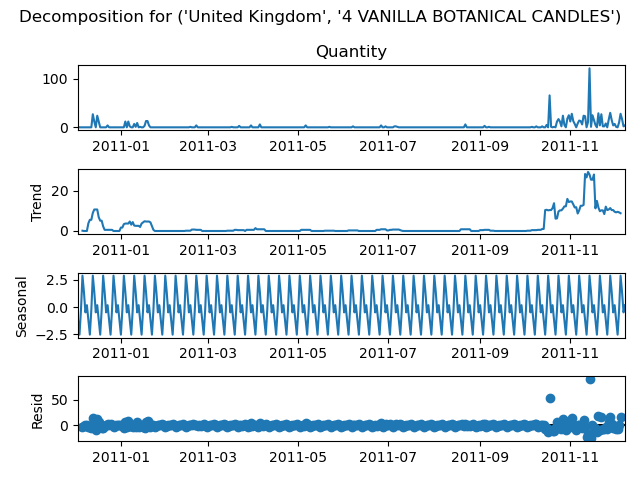 Decomposition for ('United Kingdom', '4 VANILLA BOTANICAL CANDLES')
Quantity
100
0
2011-01 2011-03 2011-05 2011-07 2011-09 2011-11
Trend
20
0
2011-01 2011-03 2011-05 2011-07 2011-09 2011-11
Seasonal
2.5
0.0
−2.5
2011-01 2011-03 2011-05 2011-07 2011-09 2011-11
Resid
50
0
2011-01 2011-03 2011-05 2011-07 2011-09 2011-11